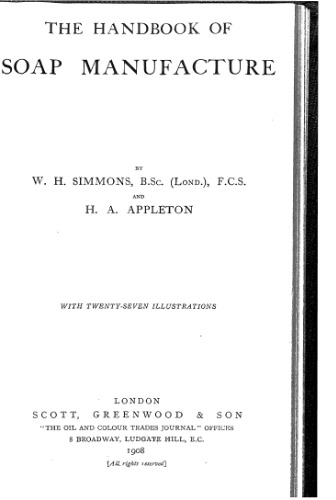 THE HANDBOOK OF
SOAP MANUFACTURE
BY
W. H. SIMMONS, B.Sc. (Lond.), F.C.S.
AND
H. A. APPLETON
WITH TWENTY-SEVEN ILLUSTRATIONS
LONDON
SCOTT, GREENWOOD & SON
"THE OIL AND COLOUR TRADES JOURNAL" OFFICES
8 BROADWAY, LUDGATE HILL, E.C.
1908
[All rights reserved]